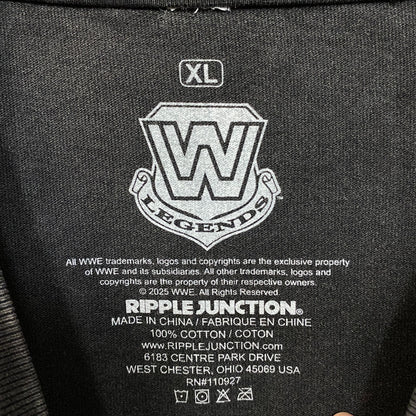 XL
W
LEGENDS
All WWE trademarks, logos and copyrights are the exclusive property
of WWE and its subsidiaries. All other trademarks, logos and
copyrights are the property of their respective owners.
© 2025 WWE. All Rights Reserved.
RIPPLE JUNCTION®
MADE IN CHINA / FABRIQUE EN CHINE
100% COTTON / COTON
WWW.RIPPLEJUNCTION.COM
6183 CENTRE PARK DRIVE
WEST CHESTER, OHIO 45069 USA
RN#110927